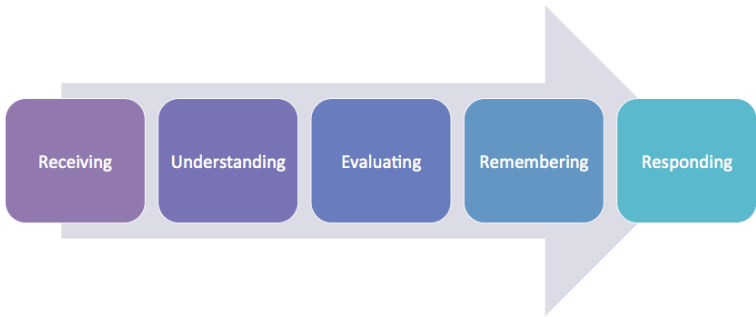 Receiving
Understanding
Evaluating
Remembering
Responding